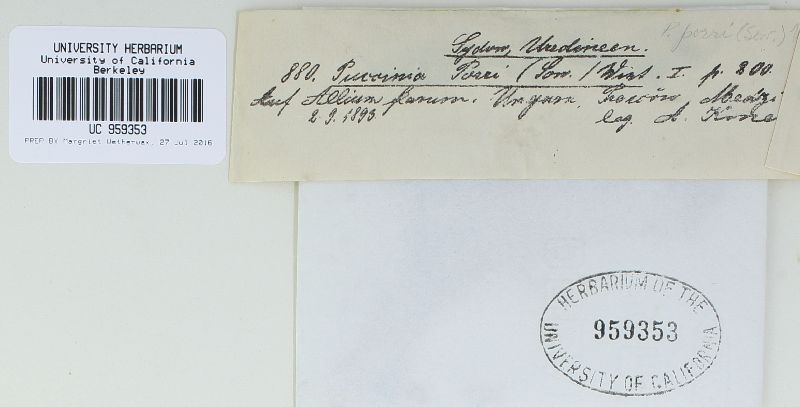 UNIVERSITY HERBARIUM
University of California
Berkeley
UC 959353
PREP BY Margriet Wetherwax, 27 Jul 2016
P. porri (Sow.)
Sydow, Uredineen.
880. Puccinia Porri (Sow.) Wint. I p. 200.
Auf Allium flavum. Ungarn,
2. 9. 1893 leg. A.
HERBARIUM OF THE
959353
UNIVERSITY OF CALIFORNIA